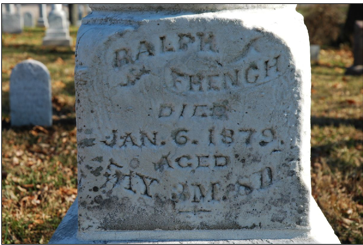 RALPH
FRENCH
DIED
JAN. 6. 1879.
AGED